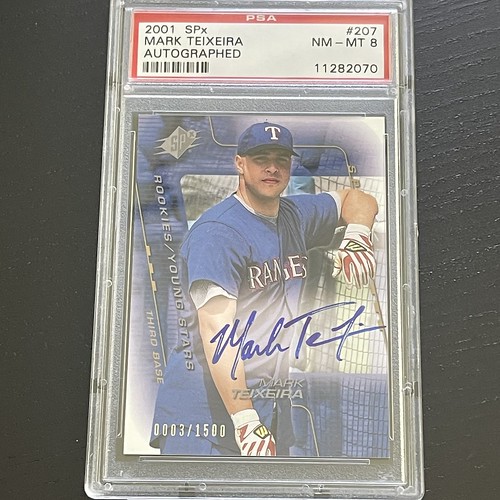 PSA
2001 SPx #207
MARK TEIXEIRA NM-MT 8
AUTOGRAPHED
11282070
SPx
T
ROOKIES/YOUNG STARS
THIRD BASE
RANGERS
Mark Teixeira
MARK
TEIXEIRA
0003/1500